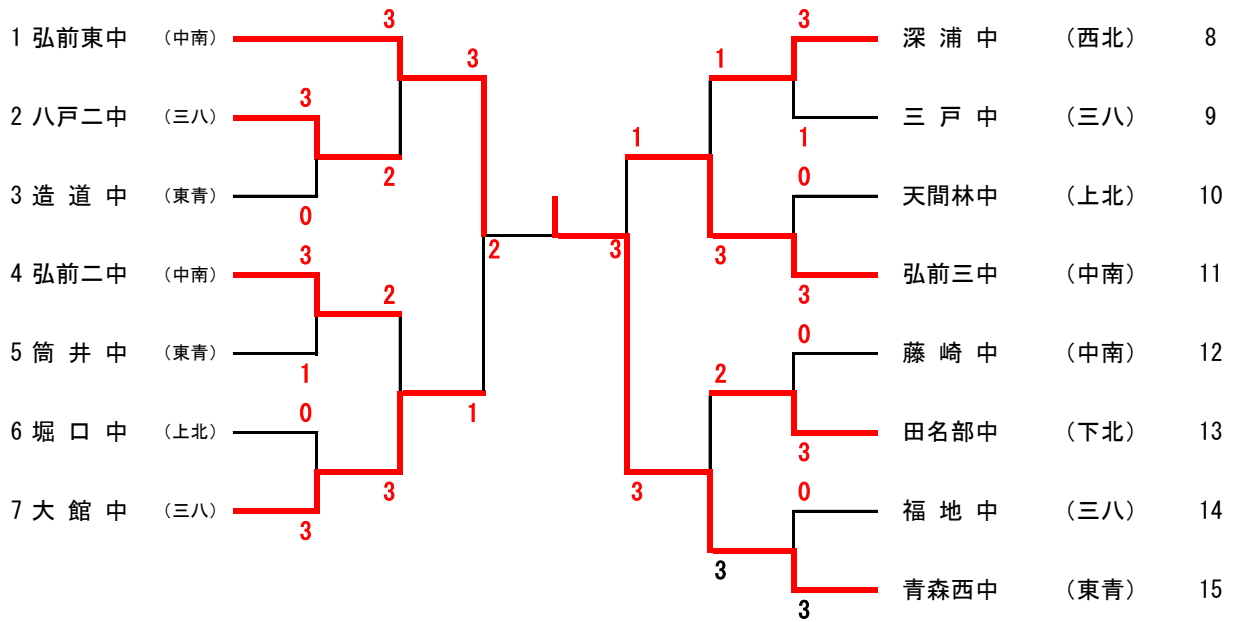 1 弘前東中 （中南）
2 八戸二中 （三八）
3 造道中 （東青）
4 弘前二中 （中南）
5 筒井中 （東青）
6 堀口中 （上北）
7 大館中 （三八）
3
3
0
2
3
3
1
2
0
3
3
1
2
3
1
3
1
3
1
3
1
0
3
3
0
3
2
0
3
3
深浦中 （西北） 8
三戸中 （三八） 9
天間林中 （上北） 10
弘前三中 （中南） 11
藤崎中 （中南） 12
田名部中 （下北） 13
福地中 （三八） 14
青森西中 （東青） 15